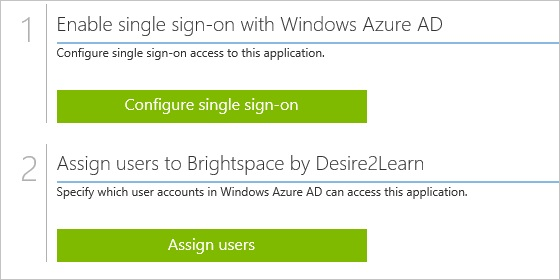 1
Enable single sign-on with Windows Azure AD
Configure single sign-on access to this application.
Configure single sign-on
2
Assign users to Brightspace by Desire2Learn
Specify which user accounts in Windows Azure AD can access this application.
Assign users